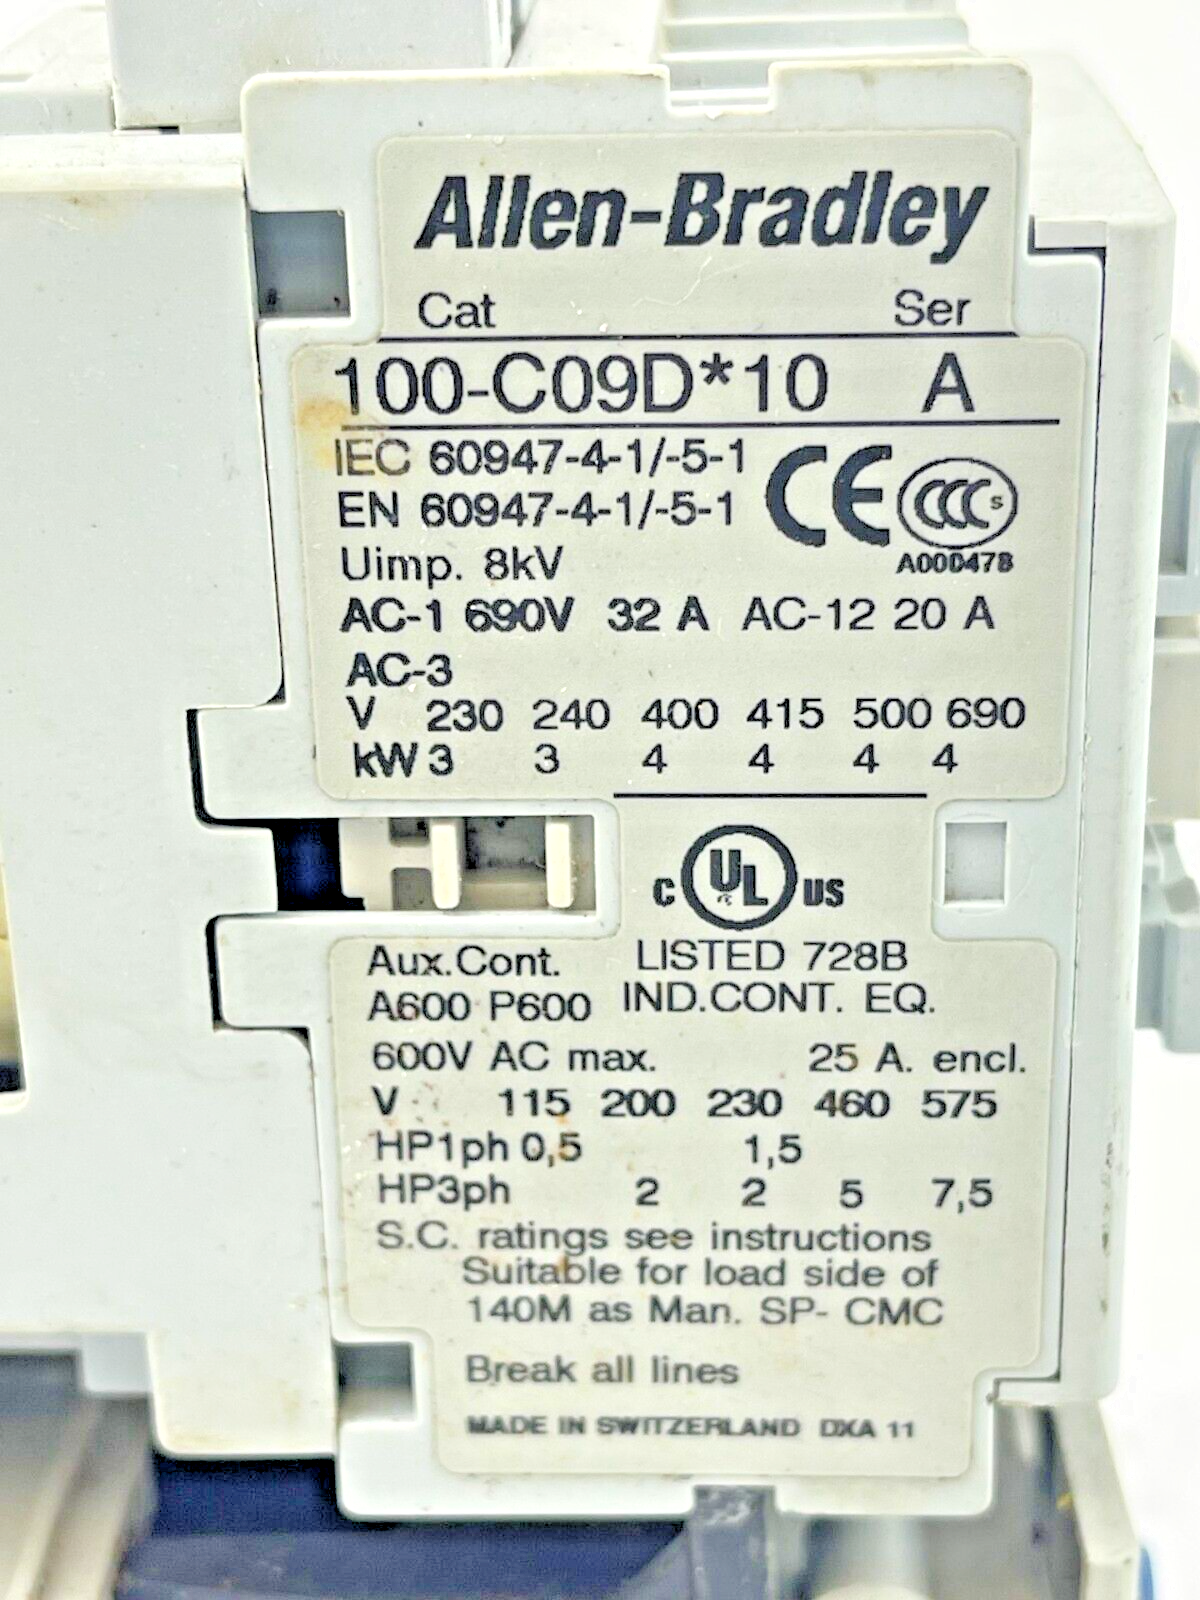 Allen-Bradley
Cat Ser
100-C09D*10 A
IEC 60947-4-1/-5-1
EN 60947-4-1/-5-1
CE CCC S
Uimp. 8kV
AC-1 690V 32 A AC-12 20 A
AC-3
V 230 240 400 415 500 690
kW 3 3 4 4 4 4
C UL US
Aux.Cont. LISTED 728B
A600 P600 IND.CONT. EQ.
600V AC max. 25 A. encl.
V 115 200 230 460 575
HP1ph 0,5 1,5
HP3ph 2 2 5 7,5
S.C. ratings see instructions
Suitable for load side of
140M as Man. SP- CMC
Break all lines
MADE IN SWITZERLAND DXA 11